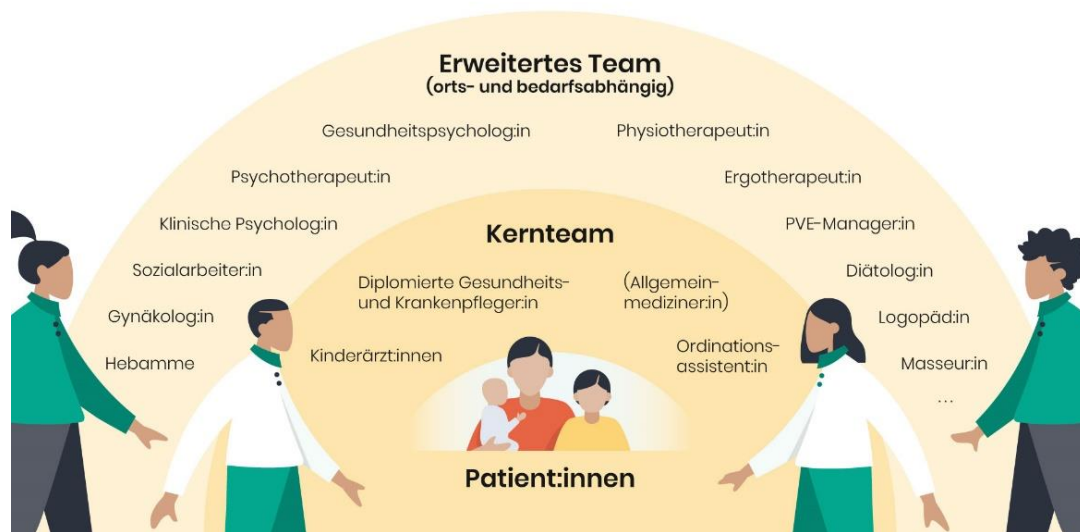 Erweitertes Team
(orts- und bedarfsabhängig)
Gesundheitspsycholog:in
Physiotherapeut:in
Psychotherapeut:in
Ergotherapeut:in
Klinische Psycholog:in
PVE-Manager:in
Sozialarbeiter:in
Diätolog:in
Gynäkolog:in
Logopäd:in
Hebamme
Masseur:in
...
Kernteam
Diplomierte Gesundheits-
und Krankenpfleger:in
(Allgemein-
mediziner:in)
Kinderärzt:innen
Ordinations-
assistent:in
Patient:innen